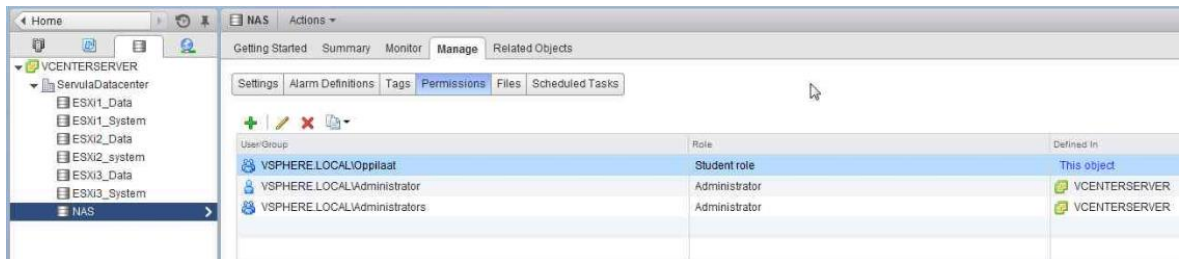 Home
NAS Actions
Getting Started Summary Monitor Manage Related Objects
VCENTERSERVER
ServulaDatacenter
Settings Alarm Definitions Tags Permissions Files Scheduled Tasks
ESXi1_Data
ESXi1_System
ESXi2_Data
ESXi2_system
ESXi3_Data
ESXi3_System
NAS
User/Group Role Defined In
VSPHERE.LOCAL\Oppilaat Student role This object
VSPHERE.LOCAL\Administrator Administrator VCENTERSERVER
VSPHERE.LOCAL\Administrators Administrator VCENTERSERVER